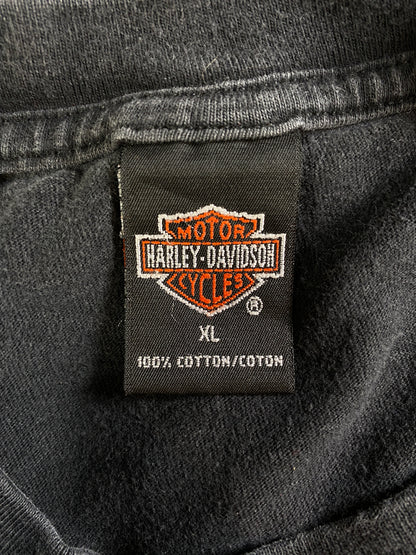 MOTOR
HARLEY-DAVIDSON
CYCLES
®
XL
100% COTTON/COTON